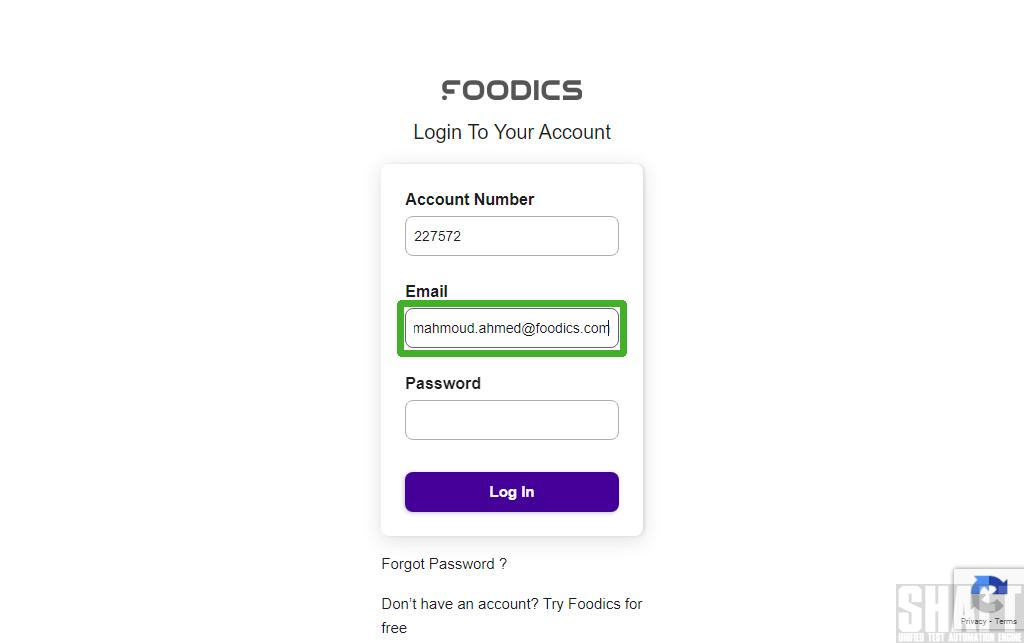 FOODICS
Login To Your Account
Account Number
227572
Email
mahmoud.ahmed@foodics.com
Password
Log In
Forgot Password ?
Don’t have an account? Try Foodics for
free
Privacy - Terms
SHAFT
UNIFIED TEST AUTOMATION ENGINE